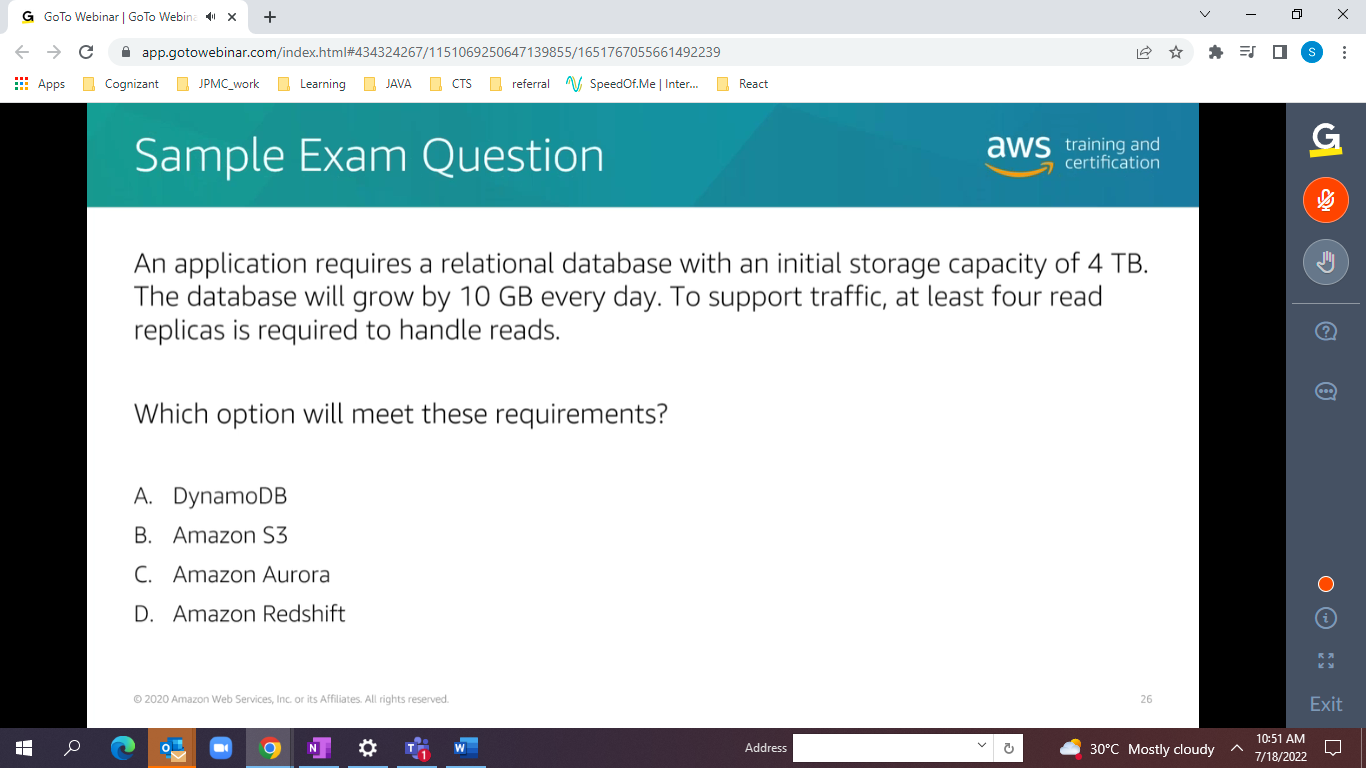 GoTo Webinar | GoTo Webina
app.gotowebinar.com/index.html#434324267/1151069250647139855/1651767055661492239
S
Apps Cognizant JPMC_work Learning JAVA CTS referral SpeedOf.Me | Inter... React
Sample Exam Question
aws training and
certification
An application requires a relational database with an initial storage capacity of 4 TB.
The database will grow by 10 GB every day. To support traffic, at least four read
replicas is required to handle reads.
Which option will meet these requirements?
A. DynamoDB
B. Amazon S3
C. Amazon Aurora
D. Amazon Redshift
© 2020 Amazon Web Services, Inc. or its Affiliates. All rights reserved.
26
Exit
Address
30°C Mostly cloudy
10:51 AM
7/18/2022